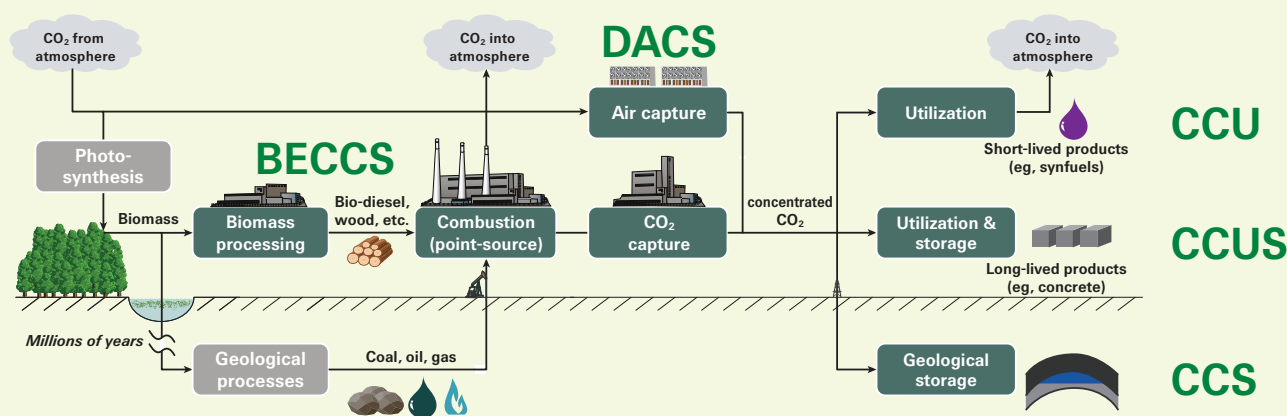 CO₂ from
atmosphere
CO₂ into
atmosphere
DACS
CO₂ into
atmosphere
Air capture
Utilization
CCU
Photo-
synthesis
BECCS
Short-lived products
(eg, synfuels)
Biomass
Biomass
processing
Bio-diesel,
wood, etc.
Combustion
(point-source)
CO₂
capture
concentrated
CO₂
Utilization &
storage
CCUS
Long-lived products
(eg, concrete)
Millions of years
Geological
processes
Coal, oil, gas
Geological
storage
CCS